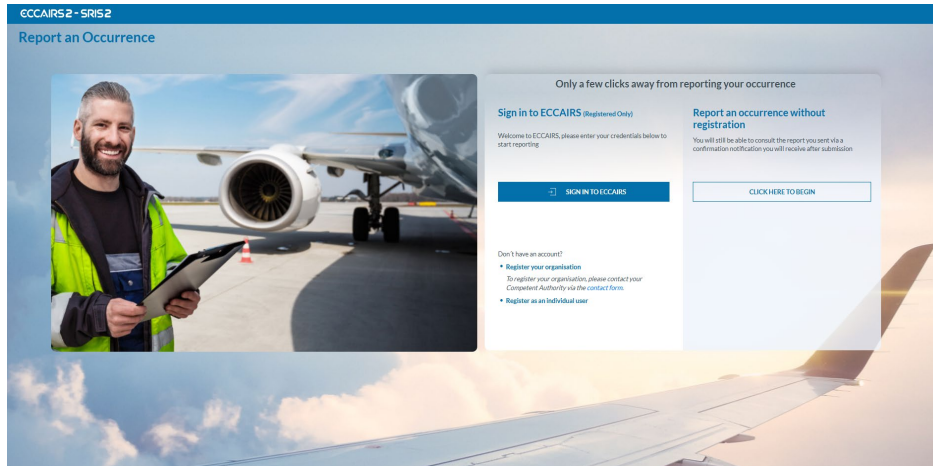 ECCAIRS 2 - SRIS 2
Report an Occurrence
Only a few clicks away from reporting your occurrence
Sign in to ECCAIRS (Registered Only)
Welcome to ECCAIRS, please enter your credentials below to
start reporting
SIGN IN TO ECCAIRS
Don't have an account?
• Register your organisation
To register your organisation, please contact your
Competent Authority via the contact form.
• Register as an individual user
Report an occurrence without
registration
You will still be able to consult the report you sent via a
confirmation notification you will receive after submission
CLICK HERE TO BEGIN